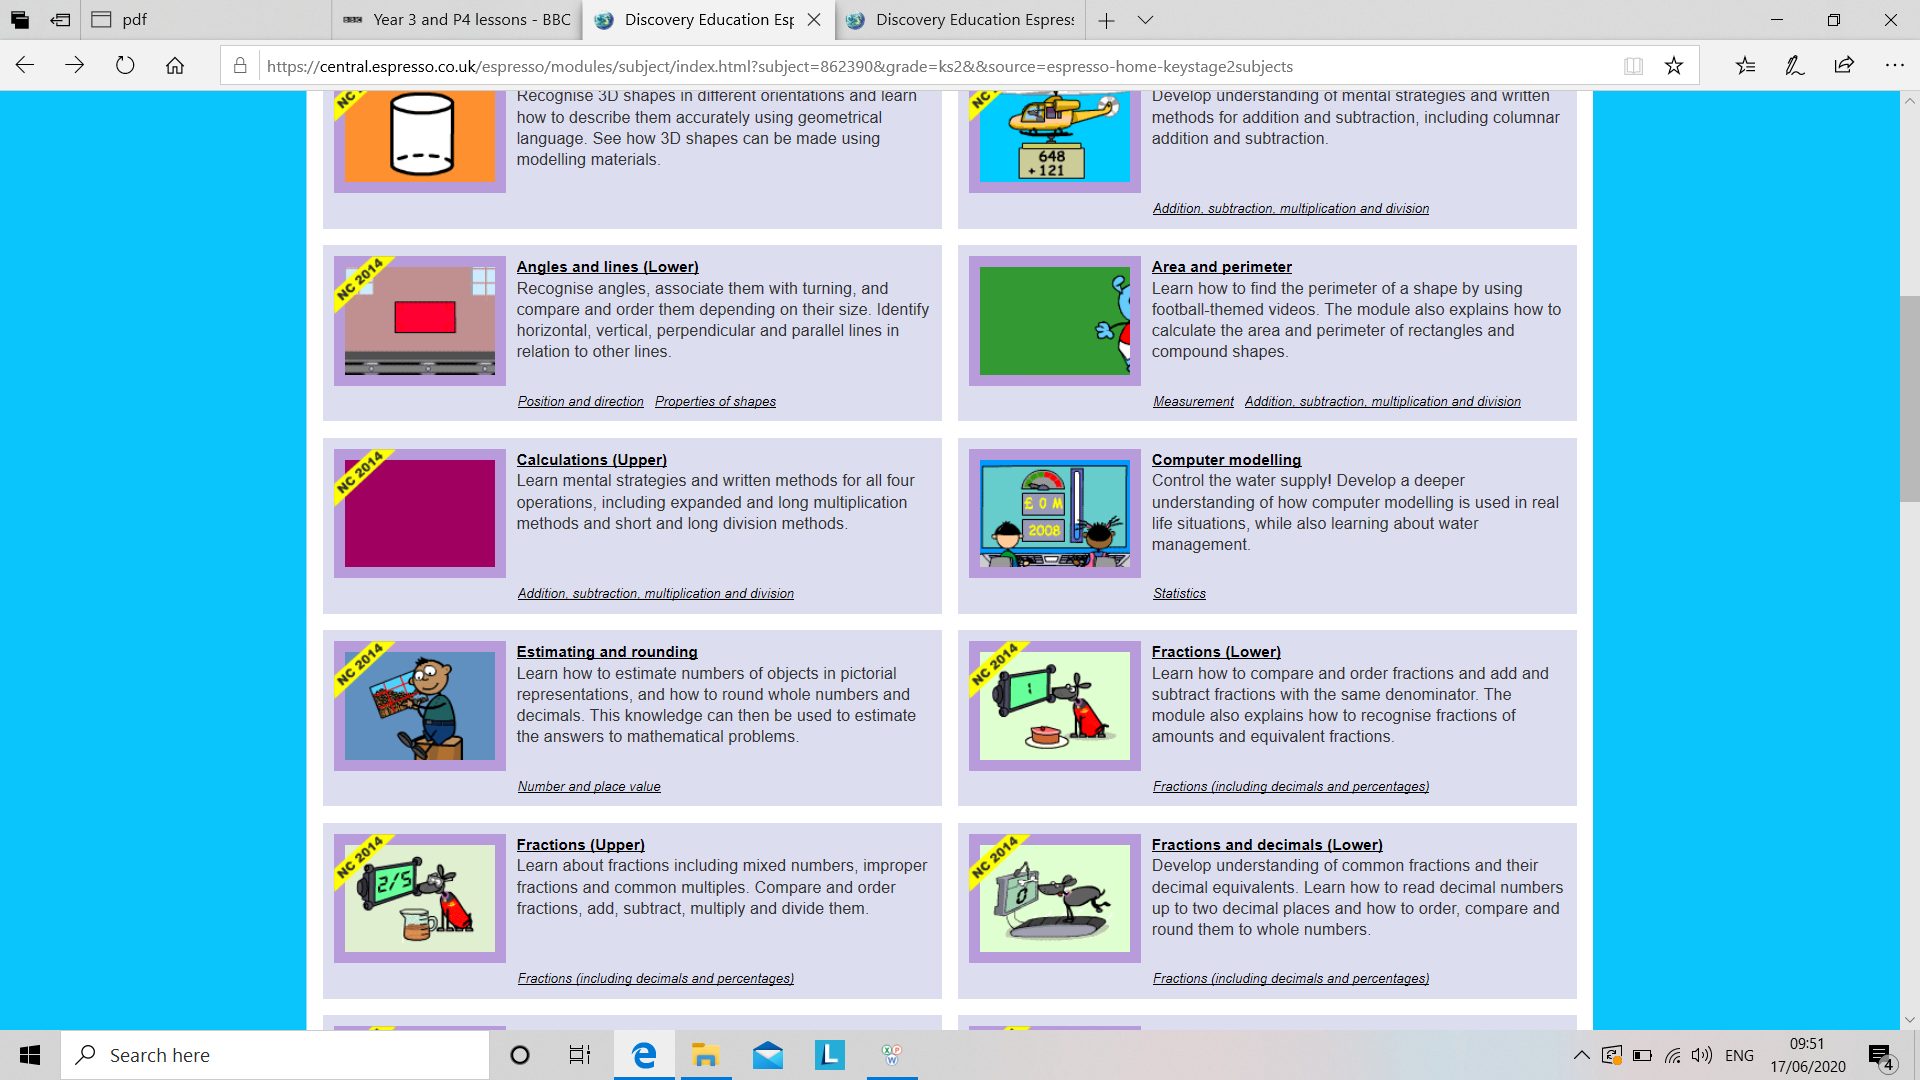 pdf
BBC Year 3 and P4 lessons - BBC
Discovery Education Esp
Discovery Education Espress
https://central.espresso.co.uk/espresso/modules/subject/index.html?subject=862390&grade=ks2&&source=espresso-home-keystage2subjects
NC
Recognise 3D shapes in different orientations and learn
how to describe them accurately using geometrical
language. See how 3D shapes can be made using
modelling materials.
NC
648
+ 121
Develop understanding of mental strategies and written
methods for addition and subtraction, including columnar
addition and subtraction.
Addition, subtraction, multiplication and division
NC 2014
Angles and lines (Lower)
Recognise angles, associate them with turning, and
compare and order them depending on their size. Identify
horizontal, vertical, perpendicular and parallel lines in
relation to other lines.
Position and direction Properties of shapes
Area and perimeter
Learn how to find the perimeter of a shape by using
football-themed videos. The module also explains how to
calculate the area and perimeter of rectangles and
compound shapes.
Measurement Addition, subtraction, multiplication and division
NC 2014
Calculations (Upper)
Learn mental strategies and written methods for all four
operations, including expanded and long multiplication
methods and short and long division methods.
Addition, subtraction, multiplication and division
£ 0 M
2008
Computer modelling
Control the water supply! Develop a deeper
understanding of how computer modelling is used in real
life situations, while also learning about water
management.
Statistics
NC 2014
Estimating and rounding
Learn how to estimate numbers of objects in pictorial
representations, and how to round whole numbers and
decimals. This knowledge can then be used to estimate
the answers to mathematical problems.
Number and place value
NC 2014
1
Fractions (Lower)
Learn how to compare and order fractions and add and
subtract fractions with the same denominator. The
module also explains how to recognise fractions of
amounts and equivalent fractions.
Fractions (including decimals and percentages)
NC 2014
2/5
Fractions (Upper)
Learn about fractions including mixed numbers, improper
fractions and common multiples. Compare and order
fractions, add, subtract, multiply and divide them.
Fractions (including decimals and percentages)
NC 2014
0
Fractions and decimals (Lower)
Develop understanding of common fractions and their
decimal equivalents. Learn how to read decimal numbers
up to two decimal places and how to order, compare and
round them to whole numbers.
Fractions (including decimals and percentages)
Search here
L
X P
W
ENG
09:51
17/06/2020
4